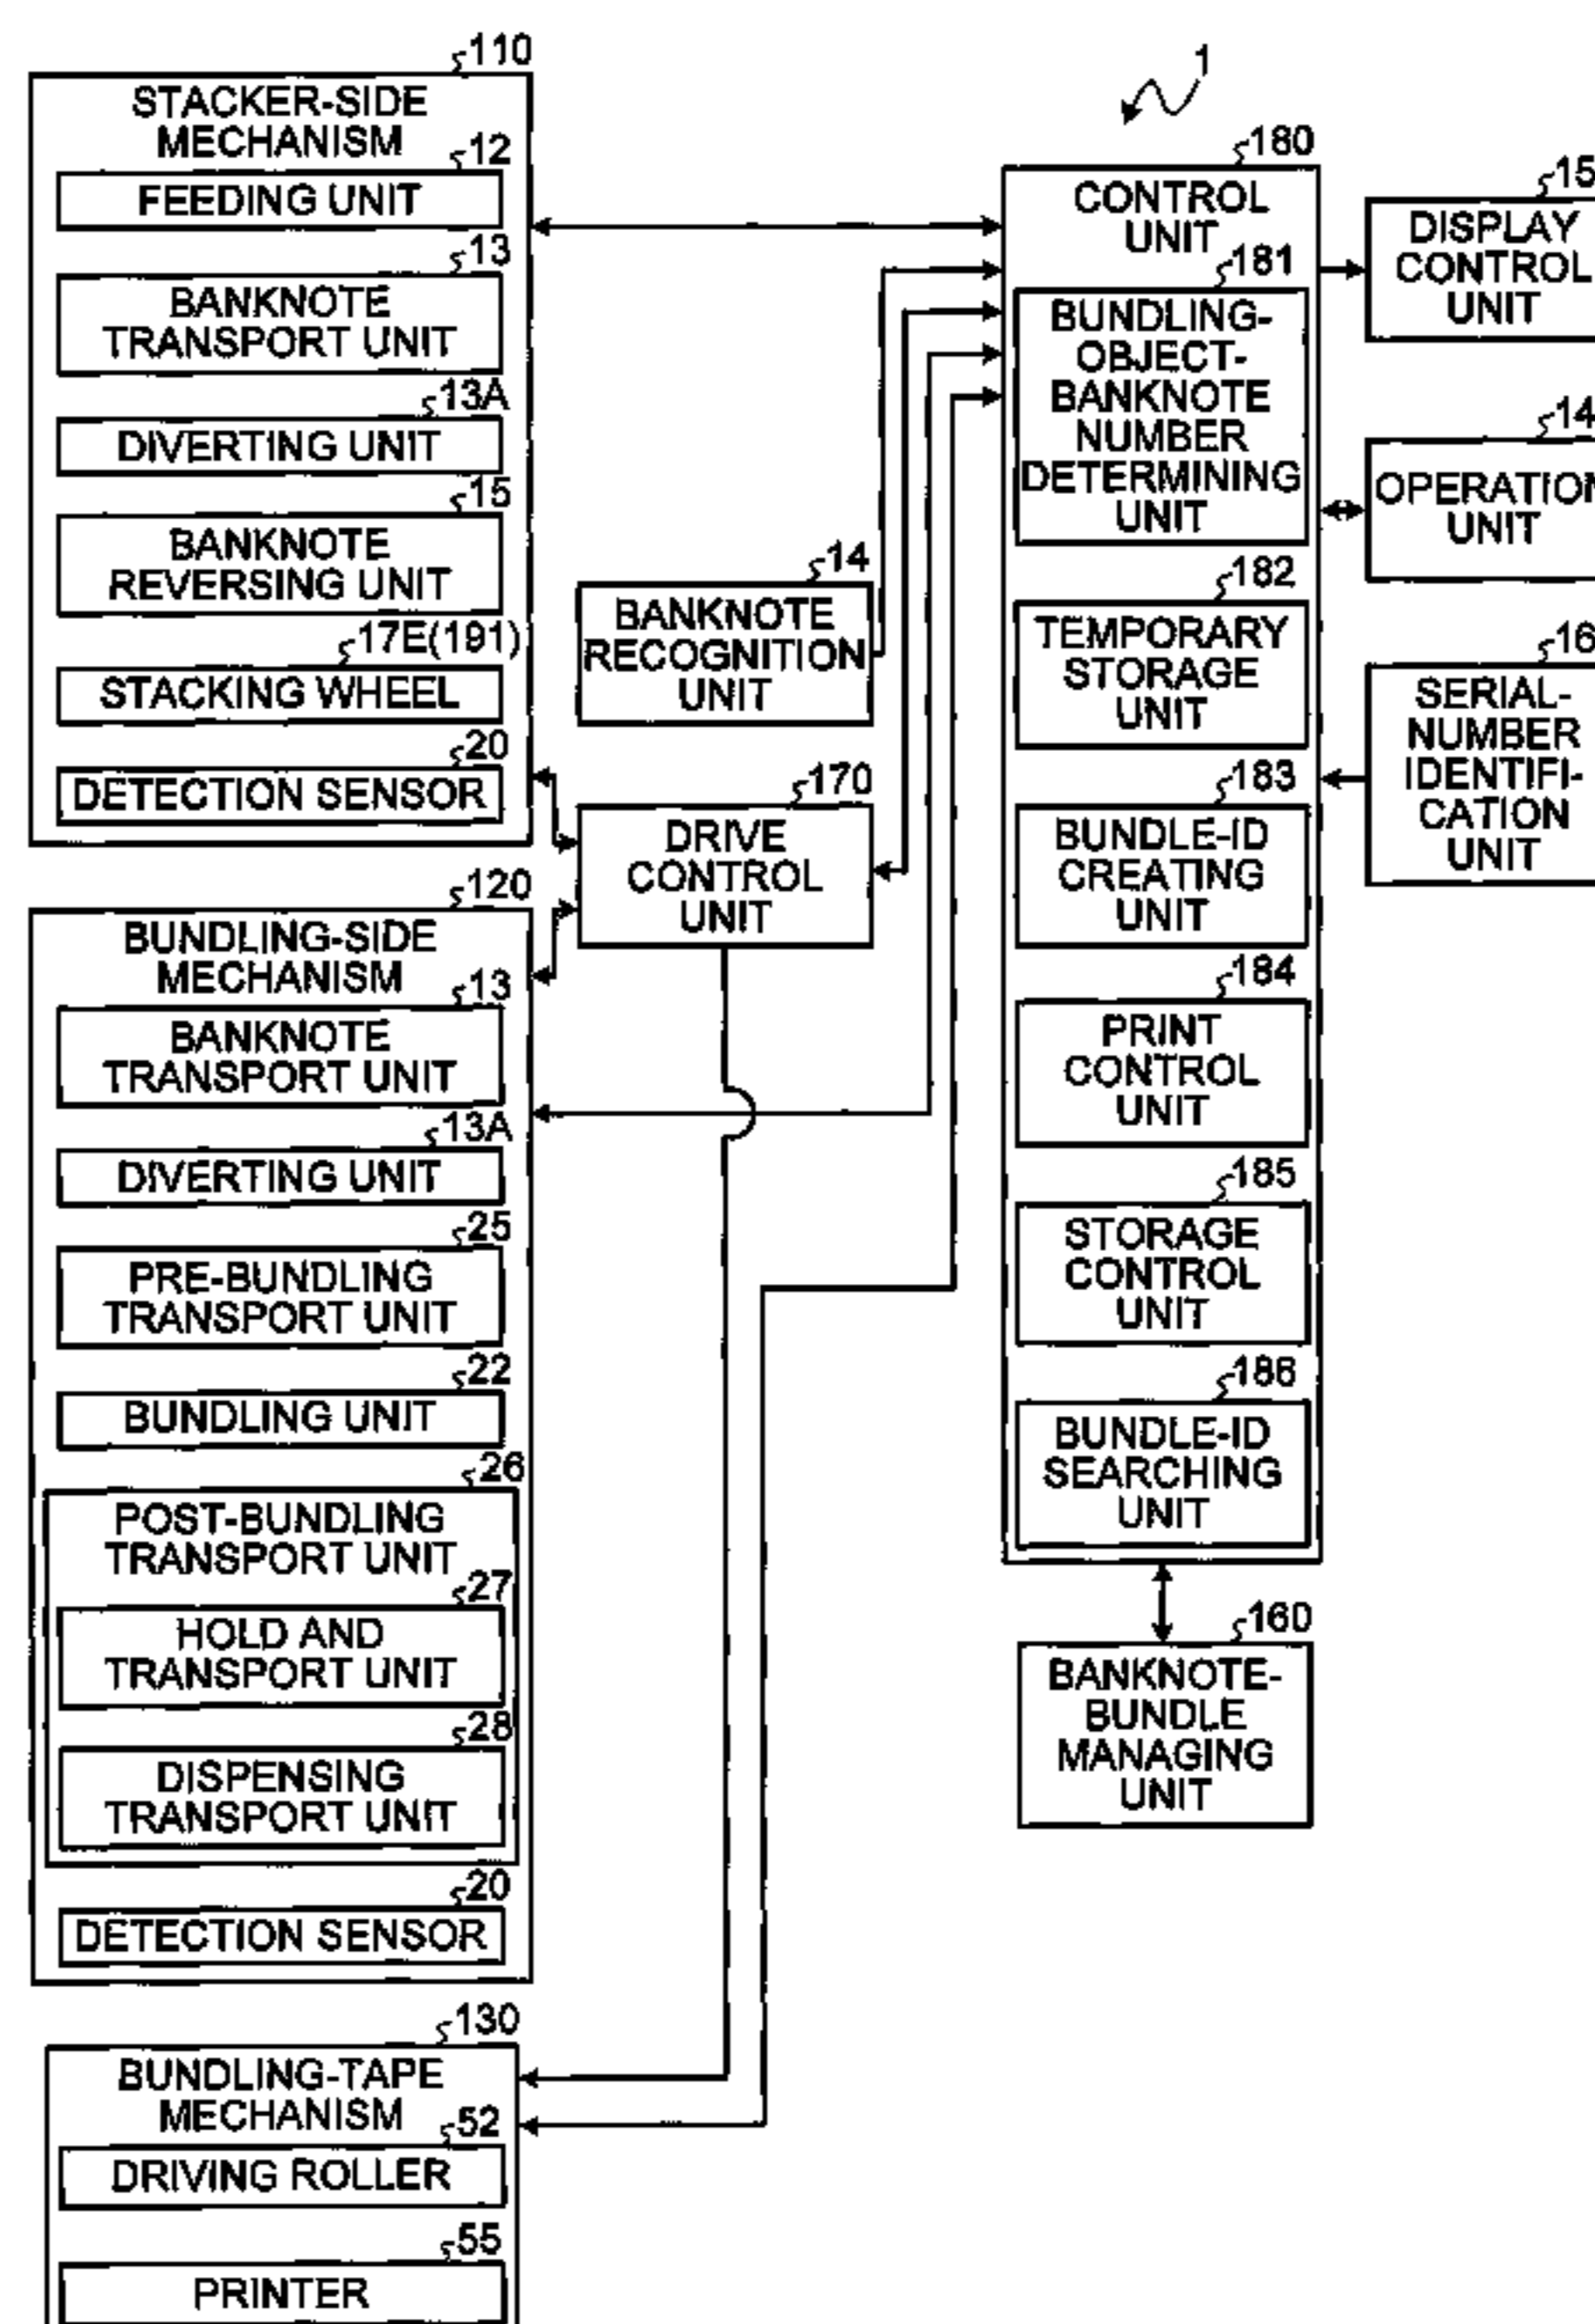 1
110
STACKER-SIDE
MECHANISM
12
FEEDING UNIT
13
BANKNOTE
TRANSPORT UNIT
13A
DIVERTING UNIT
15
BANKNOTE
REVERSING UNIT
17E(191)
STACKING WHEEL
20
DETECTION SENSOR
120
BUNDLING-SIDE
MECHANISM
13
BANKNOTE
TRANSPORT UNIT
13A
DIVERTING UNIT
25
PRE-BUNDLING
TRANSPORT UNIT
22
BUNDLING UNIT
26
POST-BUNDLING
TRANSPORT UNIT
27
HOLD AND
TRANSPORT UNIT
28
DISPENSING
TRANSPORT UNIT
20
DETECTION SENSOR
130
BUNDLING-TAPE
MECHANISM
52
DRIVING ROLLER
55
PRINTER
14
BANKNOTE
RECOGNITION
UNIT
170
DRIVE
CONTROL
UNIT
180
CONTROL
UNIT
181
BUNDLING-
OBJECT-
BANKNOTE
NUMBER
DETERMINING
UNIT
182
TEMPORARY
STORAGE
UNIT
183
BUNDLE-ID
CREATING
UNIT
184
PRINT
CONTROL
UNIT
185
STORAGE
CONTROL
UNIT
186
BUNDLE-ID
SEARCHING
UNIT
160
BANKNOTE-
BUNDLE
MANAGING
UNIT
15
DISPLAY
CONTROL
UNIT
14
OPERATION
UNIT
16
SERIAL-
NUMBER
IDENTIFI-
CATION
UNIT